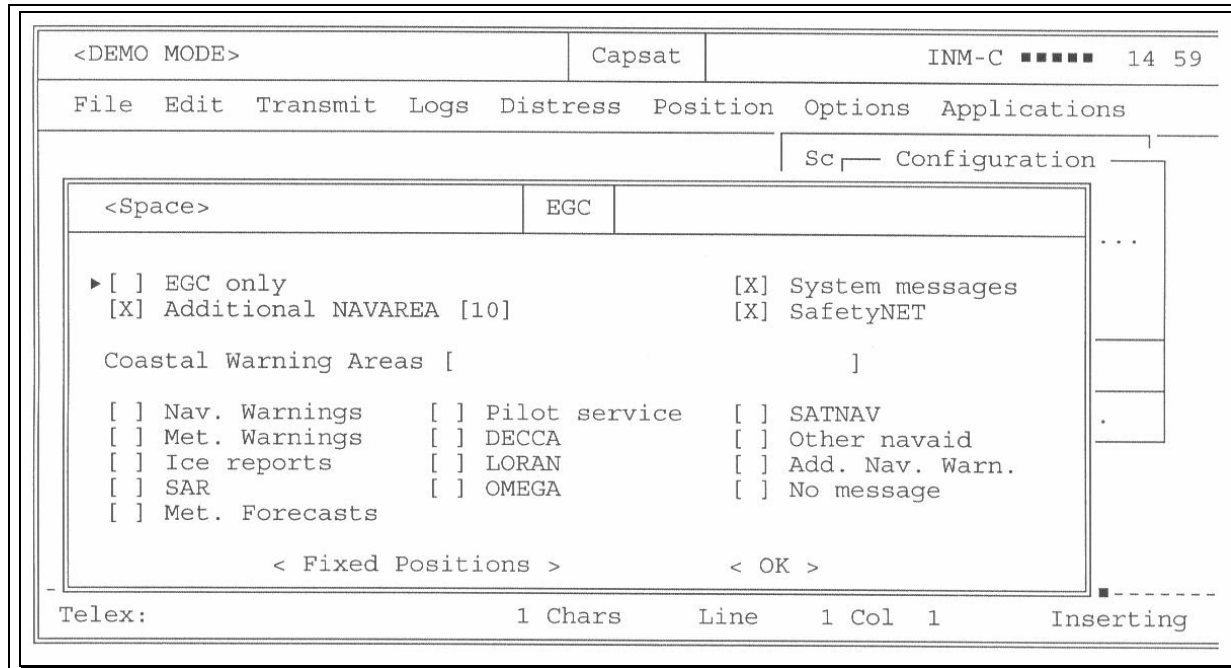 <DEMO MODE> Capsat INM-C ■■■■■ 14 59
File Edit Transmit Logs Distress Position Options Applications
Sc Configuration
<Space> EGC
...
►[ ] EGC only [X] System messages
[X] Additional NAVAREA [10] [X] SafetyNET
Coastal Warning Areas [ ]
[ ] Nav. Warnings [ ] Pilot service [ ] SATNAV
.
[ ] Met. Warnings [ ] DECCA [ ] Other navaid
[ ] Ice reports [ ] LORAN [ ] Add. Nav. Warn.
[ ] SAR [ ] OMEGA [ ] No message
[ ] Met. Forecasts
< Fixed Positions > < OK >
Telex: 1 Chars Line 1 Col 1 Inserting